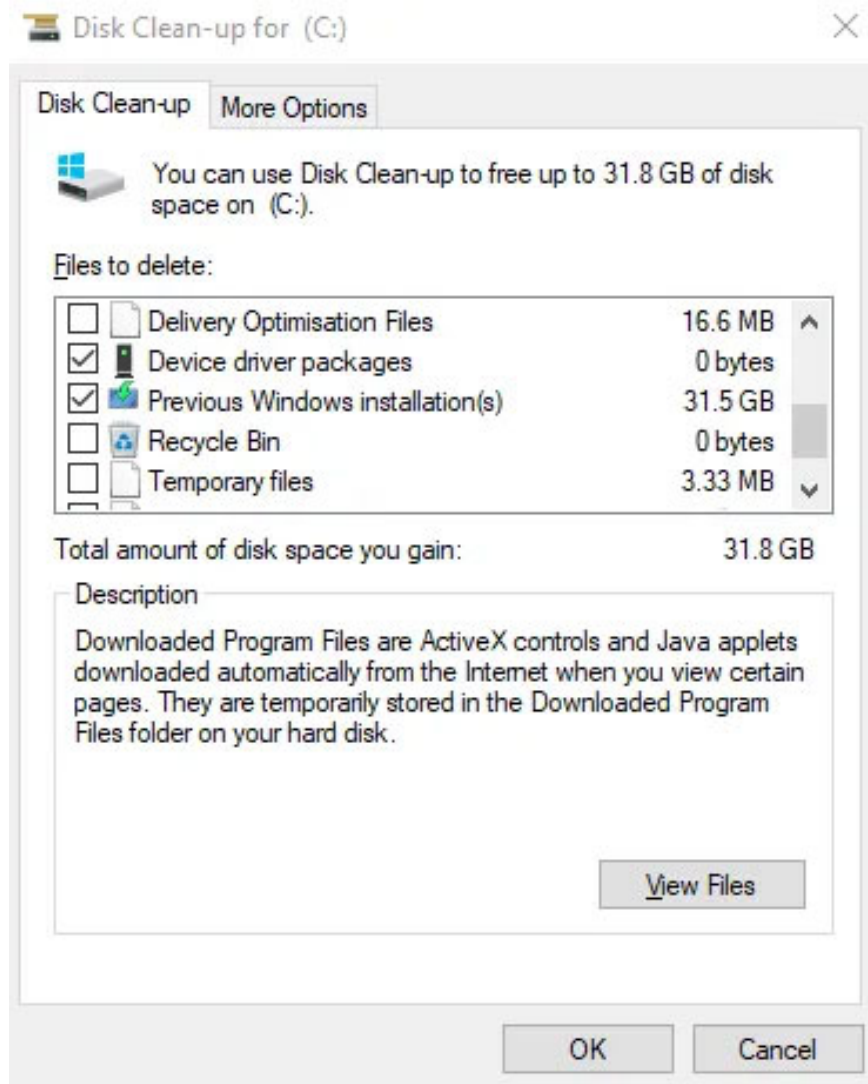 Disk Clean-up for (C:)
Disk Clean-up
More Options
You can use Disk Clean-up to free up to 31.8 GB of disk
space on (C:).
Files to delete:
Delivery Optimisation Files 16.6 MB
Device driver packages 0 bytes
Previous Windows installation(s) 31.5 GB
Recycle Bin 0 bytes
Temporary files 3.33 MB
Total amount of disk space you gain: 31.8 GB
Description
Downloaded Program Files are ActiveX controls and Java applets
downloaded automatically from the Internet when you view certain
pages. They are temporarily stored in the Downloaded Program
Files folder on your hard disk.
View Files
OK
Cancel